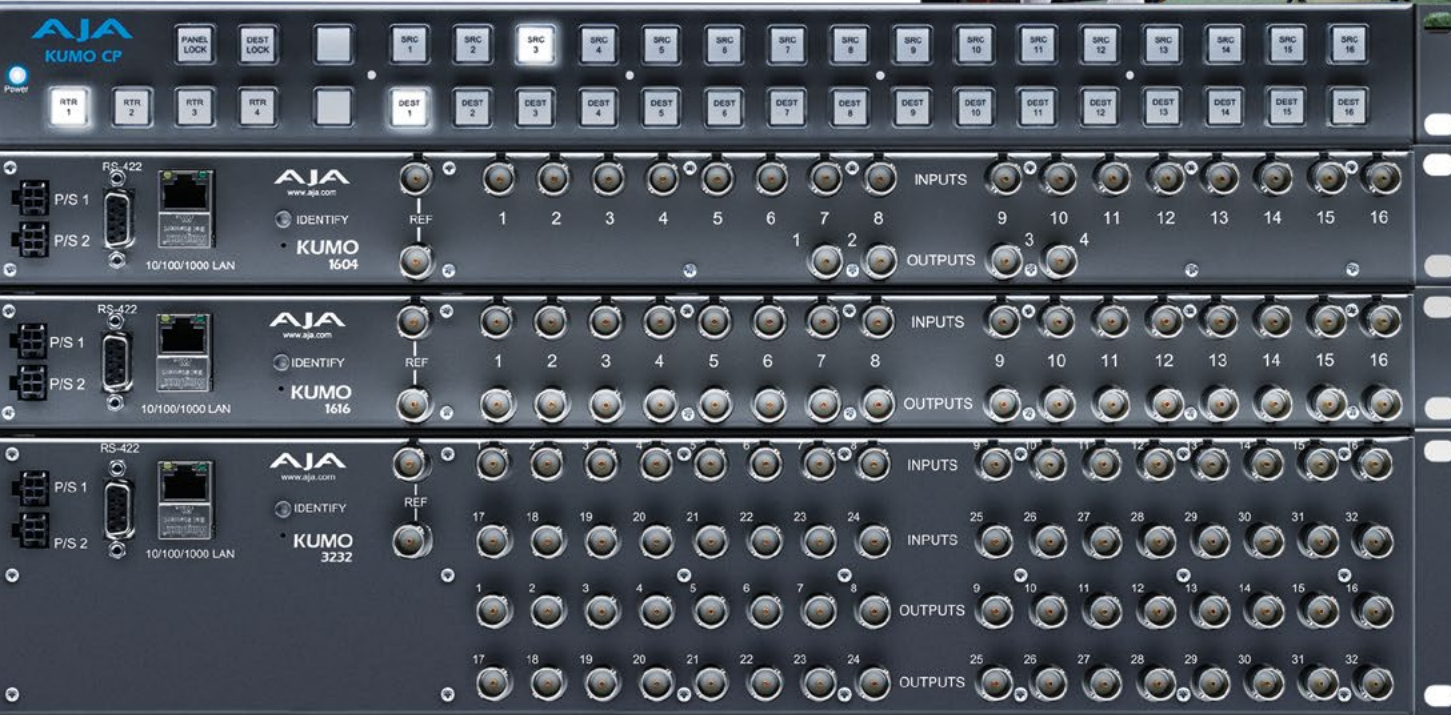 AJA
KUMO CP
Power
PANEL LOCK
DEST LOCK
SRC 1 SRC 2 SRC 3 SRC 4 SRC 5 SRC 6 SRC 7 SRC 8 SRC 9 SRC 10 SRC 11 SRC 12 SRC 13 SRC 14 SRC 15 SRC 16
RTR 1 RTR 2 RTR 3 RTR 4
DEST 1 DEST 2 DEST 3 DEST 4 DEST 5 DEST 6 DEST 7 DEST 8 DEST 9 DEST 10 DEST 11 DEST 12 DEST 13 DEST 14 DEST 15 DEST 16
P/S 1
P/S 2
RS-422
10/100/1000 LAN
AJA
www.aja.com
IDENTIFY
KUMO
1604
REF
INPUTS
1 2 3 4 5 6 7 8 9 10 11 12 13 14 15 16
1 2 3 4
OUTPUTS
P/S 1
P/S 2
RS-422
10/100/1000 LAN
AJA
www.aja.com
IDENTIFY
KUMO
1616
REF
INPUTS
1 2 3 4 5 6 7 8 9 10 11 12 13 14 15 16
OUTPUTS
P/S 1
P/S 2
RS-422
10/100/1000 LAN
AJA
www.aja.com
IDENTIFY
KUMO
3232
REF
1 2 3 4 5 6 7 8 INPUTS 9 10 11 12 13 14 15 16
17 18 19 20 21 22 23 24 INPUTS 25 26 27 28 29 30 31 32
1 2 3 4 5 6 7 8 OUTPUTS 9 10 11 12 13 14 15 16
17 18 19 20 21 22 23 24 OUTPUTS 25 26 27 28 29 30 31 32